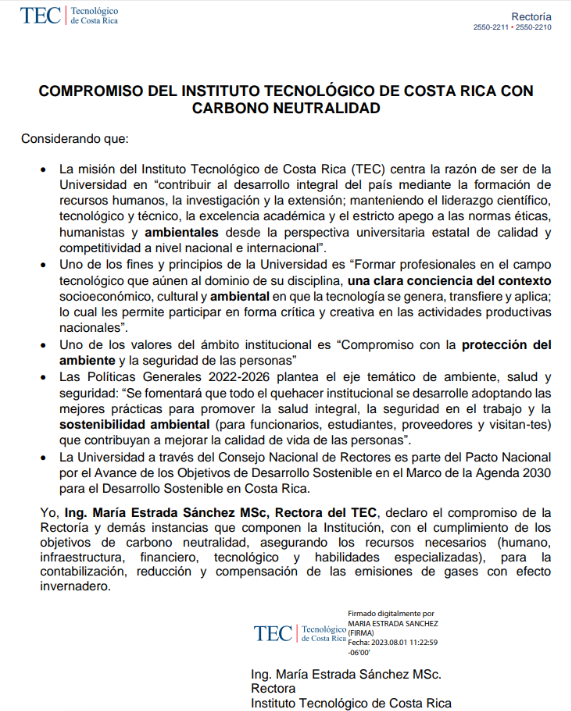 TEC | Tecnológico
de Costa Rica
Rectoría
2550-2211 • 2550-2210
COMPROMISO DEL INSTITUTO TECNOLÓGICO DE COSTA RICA CON
CARBONO NEUTRALIDAD
Considerando que:
• La misión del Instituto Tecnológico de Costa Rica (TEC) centra la razón de ser de la
Universidad en “contribuir al desarrollo integral del país mediante la formación de
recursos humanos, la investigación y la extensión; manteniendo el liderazgo científico,
tecnológico y técnico, la excelencia académica y el estricto apego a las normas éticas,
humanistas y ambientales desde la perspectiva universitaria estatal de calidad y
competitividad a nivel nacional e internacional”.
• Uno de los fines y principios de la Universidad es “Formar profesionales en el campo
tecnológico que aúnen al dominio de su disciplina, una clara conciencia del contexto
socioeconómico, cultural y ambiental en que la tecnología se genera, transfiere y aplica;
lo cual les permite participar en forma crítica y creativa en las actividades productivas
nacionales”.
• Uno de los valores del ámbito institucional es “Compromiso con la protección del
ambiente y la seguridad de las personas”
• Las Políticas Generales 2022-2026 plantea el eje temático de ambiente, salud y
seguridad: “Se fomentará que todo el quehacer institucional se desarrolle adoptando las
mejores prácticas para promover la salud integral, la seguridad en el trabajo y la
sostenibilidad ambiental (para funcionarios, estudiantes, proveedores y visitan-tes)
que contribuyan a mejorar la calidad de vida de las personas”.
• La Universidad a través del Consejo Nacional de Rectores es parte del Pacto Nacional
por el Avance de los Objetivos de Desarrollo Sostenible en el Marco de la Agenda 2030
para el Desarrollo Sostenible en Costa Rica.
Yo, Ing. María Estrada Sánchez MSc, Rectora del TEC, declaro el compromiso de la
Rectoría y demás instancias que componen la Institución, con el cumplimiento de los
objetivos de carbono neutralidad, asegurando los recursos necesarios (humano,
infraestructura, financiero, tecnológico y habilidades especializadas), para la
contabilización, reducción y compensación de las emisiones de gases con efecto
invernadero.
TEC | Tecnológico
de Costa Rica
Firmado digitalmente por
MARIA ESTRADA SANCHEZ
(FIRMA)
Fecha: 2023.08.01 11:22:59
-06'00'
Ing. María Estrada Sánchez MSc.
Rectora
Instituto Tecnológico de Costa Rica